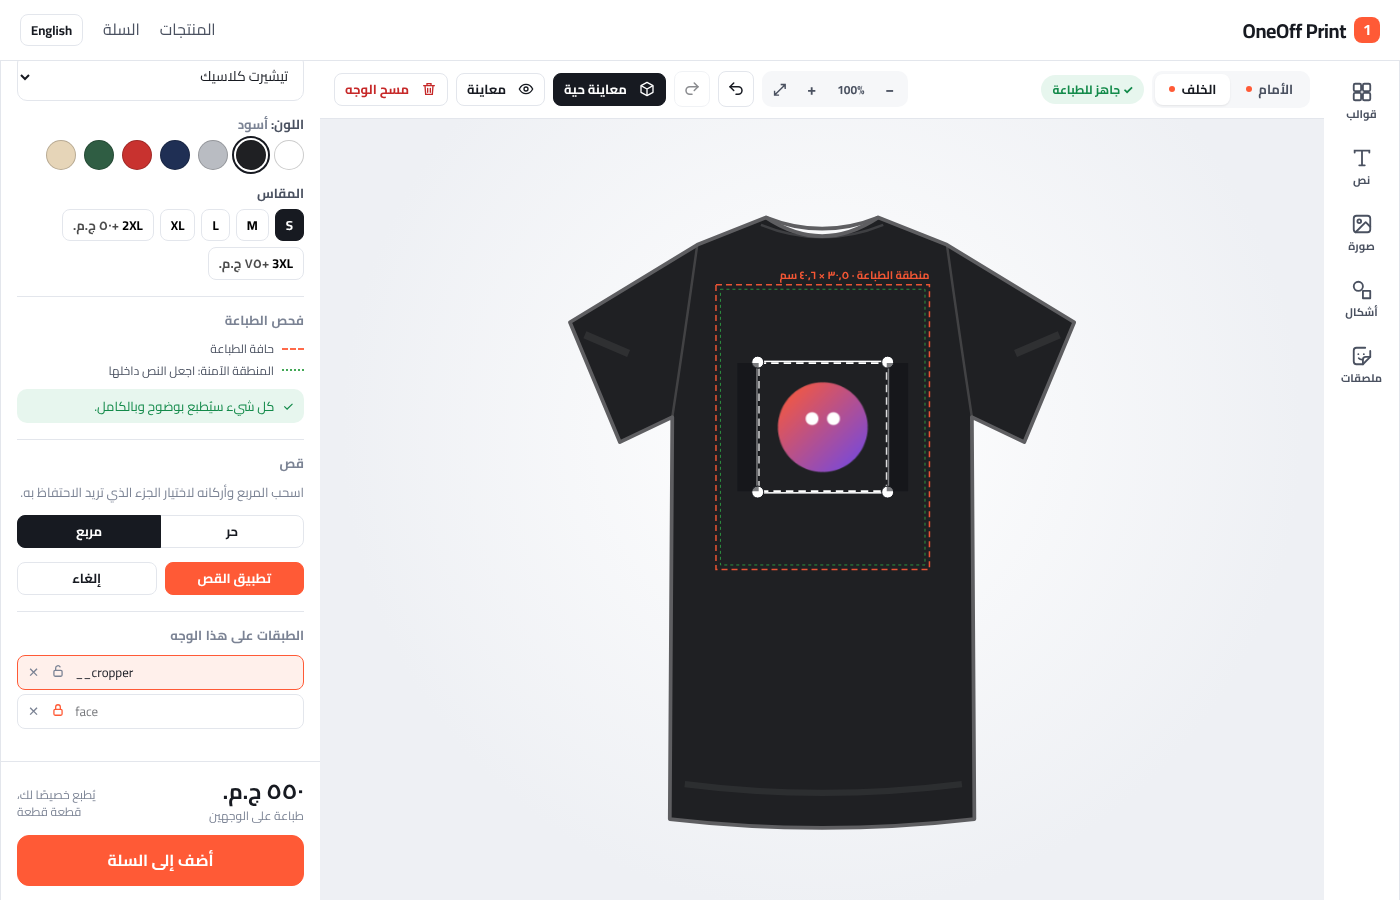 1 OneOff Print
المنتجات
السلة
English
قوالب
نص
صورة
أشكال
ملصقات
الأمام
الخلف
✓ جاهز للطباعة
− 100% +
معاينة حية
معاينة
مسح الوجه
منطقة الطباعة · ٣٠,٥ × ٤٠,٦ سم
تيشيرت كلاسيك
اللون: أسود
المقاس
S M L XL 2XL +٥٠ ج.م.
3XL +٧٥ ج.م.
فحص الطباعة
حافة الطباعة
المنطقة الآمنة: اجعل النص داخلها
✓ كل شيء سيُطبع بوضوح وبالكامل.
قص
اسحب المربع وأركانه لاختيار الجزء الذي تريد الاحتفاظ به.
حر
مربع
تطبيق القص
إلغاء
الطبقات على هذا الوجه
__cropper
face
٥٥٠ ج.م.
طباعة على الوجهين
يُطبع خصيصًا لك،
قطعة قطعة
أضف إلى السلة